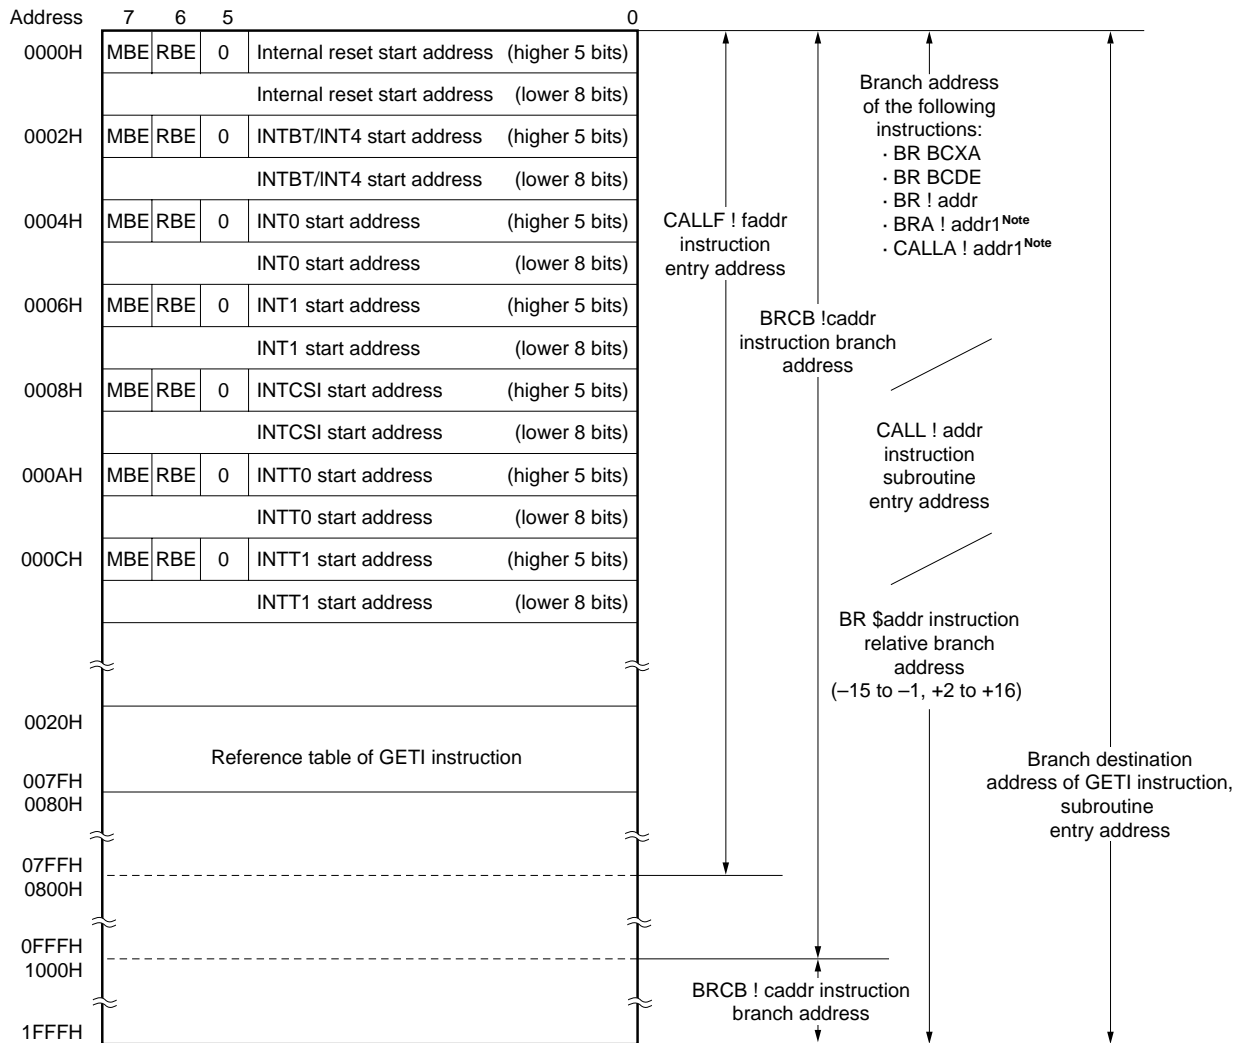 Address 7 6 5 0
0000H MBE RBE 0 Internal reset start address (higher 5 bits)
Internal reset start address (lower 8 bits)
0002H MBE RBE 0 INTBT/INT4 start address (higher 5 bits)
INTBT/INT4 start address (lower 8 bits)
0004H MBE RBE 0 INT0 start address (higher 5 bits)
INT0 start address (lower 8 bits)
0006H MBE RBE 0 INT1 start address (higher 5 bits)
INT1 start address (lower 8 bits)
0008H MBE RBE 0 INTCSI start address (higher 5 bits)
INTCSI start address (lower 8 bits)
000AH MBE RBE 0 INTT0 start address (higher 5 bits)
INTT0 start address (lower 8 bits)
000CH MBE RBE 0 INTT1 start address (higher 5 bits)
INTT1 start address (lower 8 bits)
0020H
Reference table of GETI instruction
007FH
0080H
07FFH
0800H
0FFFH
1000H
1FFFH
CALLF ! faddr
instruction
entry address
BRCB !caddr
instruction branch
address
BRCB ! caddr instruction
branch address
Branch address
of the following
instructions:
· BR BCXA
· BR BCDE
· BR ! addr
· BRA ! addr1Note
· CALLA ! addr1Note
CALL ! addr
instruction
subroutine
entry address
BR $addr instruction
relative branch
address
(–15 to –1, +2 to +16)
Branch destination
address of GETI instruction,
subroutine
entry address